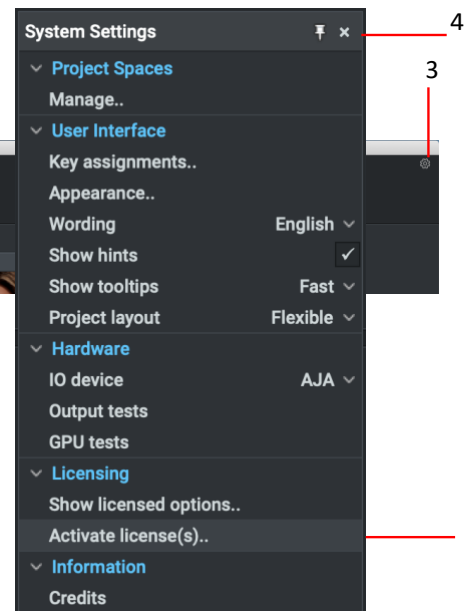 System Settings
4
3
Project Spaces
Manage..
User Interface
Key assignments..
Appearance..
Wording English
Show hints
Show tooltips Fast
Project layout Flexible
Hardware
IO device AJA
Output tests
GPU tests
Licensing
Show licensed options..
Activate license(s)..
Information
Credits